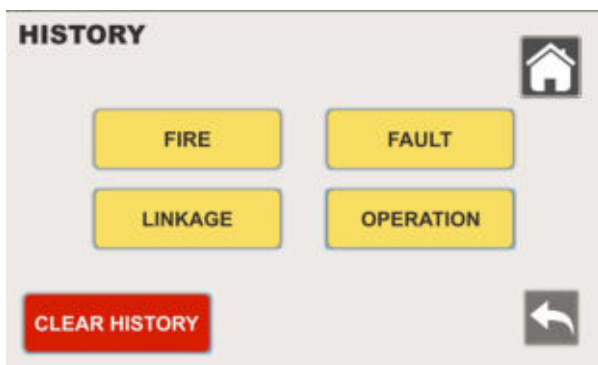 HISTORY
FIRE
FAULT
LINKAGE
OPERATION
CLEAR HISTORY